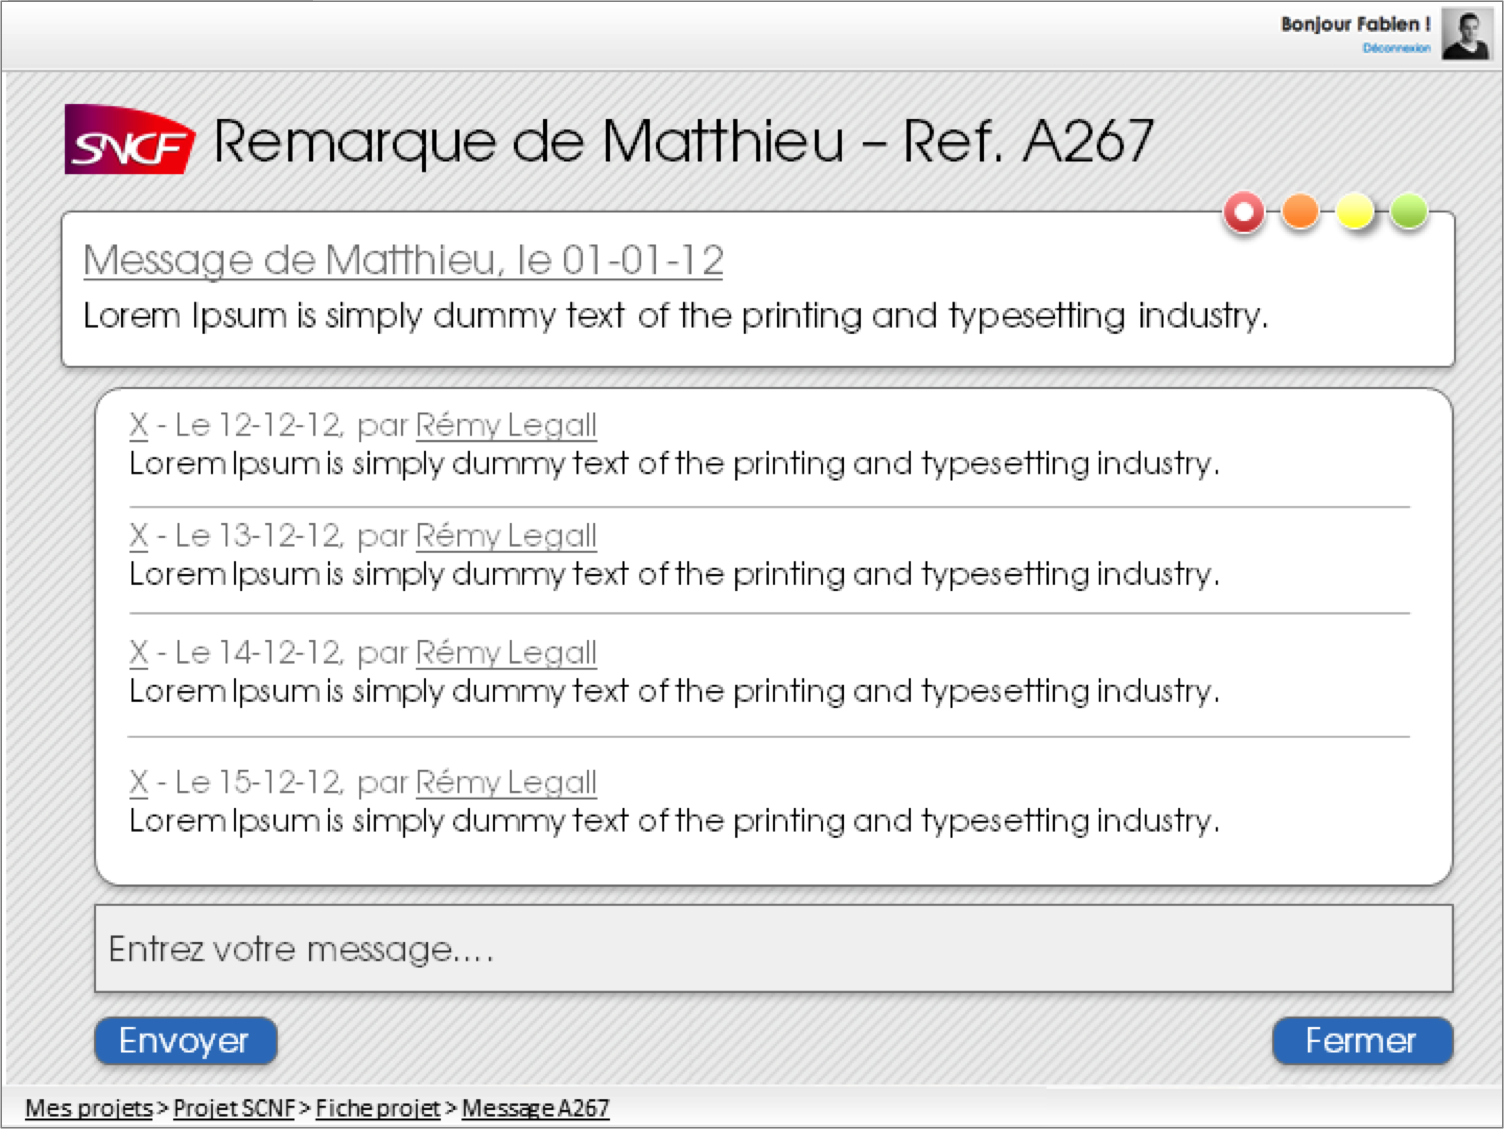 Bonjour Fabien !
Déconnexion
SNCF Remarque de Matthieu – Ref. A267
Message de Matthieu, le 01-01-12
Lorem Ipsum is simply dummy text of the printing and typesetting industry.
X - Le 12-12-12, par Rémy Legall
Lorem Ipsum is simply dummy text of the printing and typesetting industry.
X - Le 13-12-12, par Rémy Legall
Lorem Ipsum is simply dummy text of the printing and typesetting industry.
X - Le 14-12-12, par Rémy Legall
Lorem Ipsum is simply dummy text of the printing and typesetting industry.
X - Le 15-12-12, par Rémy Legall
Lorem Ipsum is simply dummy text of the printing and typesetting industry.
Entrez votre message....
Envoyer Fermer
Mes projets > Projet SCNF > Fiche projet > Message A267